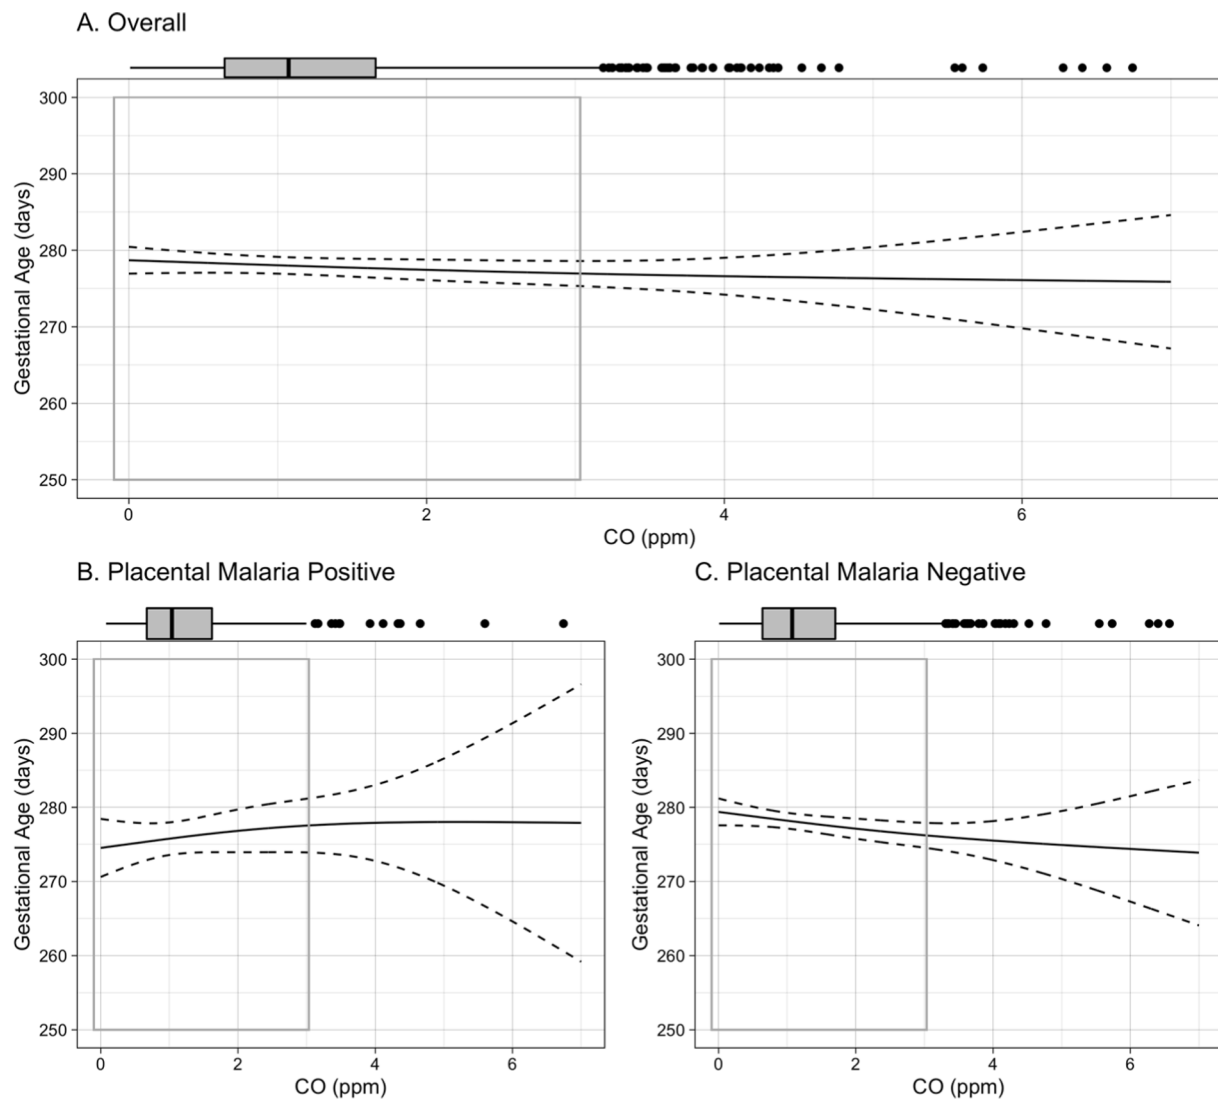 A. Overall
300
290
280
270
260
250
Gestational Age (days)
0 2 4 6
CO (ppm)
B. Placental Malaria Positive
300
290
280
270
260
250
Gestational Age (days)
0 2 4 6
CO (ppm)
C. Placental Malaria Negative
300
290
280
270
260
250
Gestational Age (days)
0 2 4 6
CO (ppm)